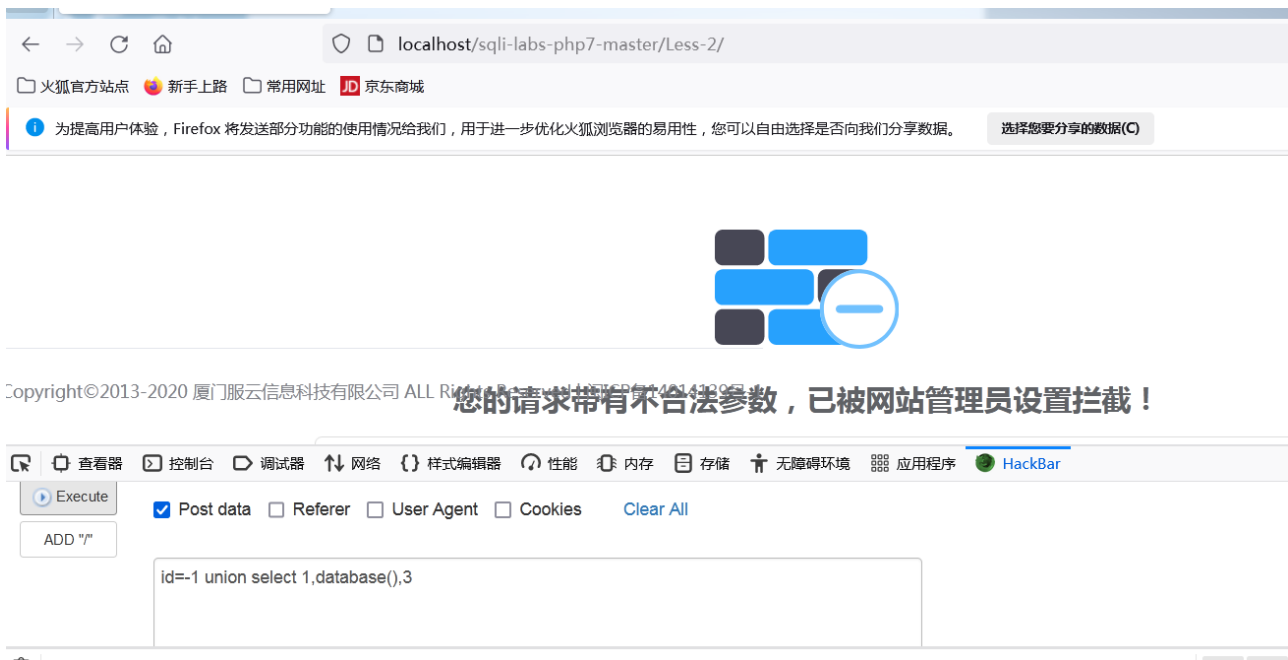 localhost/sqli-labs-php7-master/Less-2/
火狐官方站点 新手上路 常用网址 JD 京东商城
为提高用户体验，Firefox 将发送部分功能的使用情况给我们，用于进一步优化火狐浏览器的易用性，您可以自由选择是否向我们分享数据。 选择您要分享的数据(C)
Copyright©2013-2020 厦门服云信息科技有限公司 ALL Rights Reserved
您的请求带有不合法参数，已被网站管理员设置拦截！
查看器 控制台 调试器 网络 样式编辑器 性能 内存 存储 无障碍环境 应用程序 HackBar
Execute
Post data Referer User Agent Cookies Clear All
ADD "/"
id=-1 union select 1,database(),3